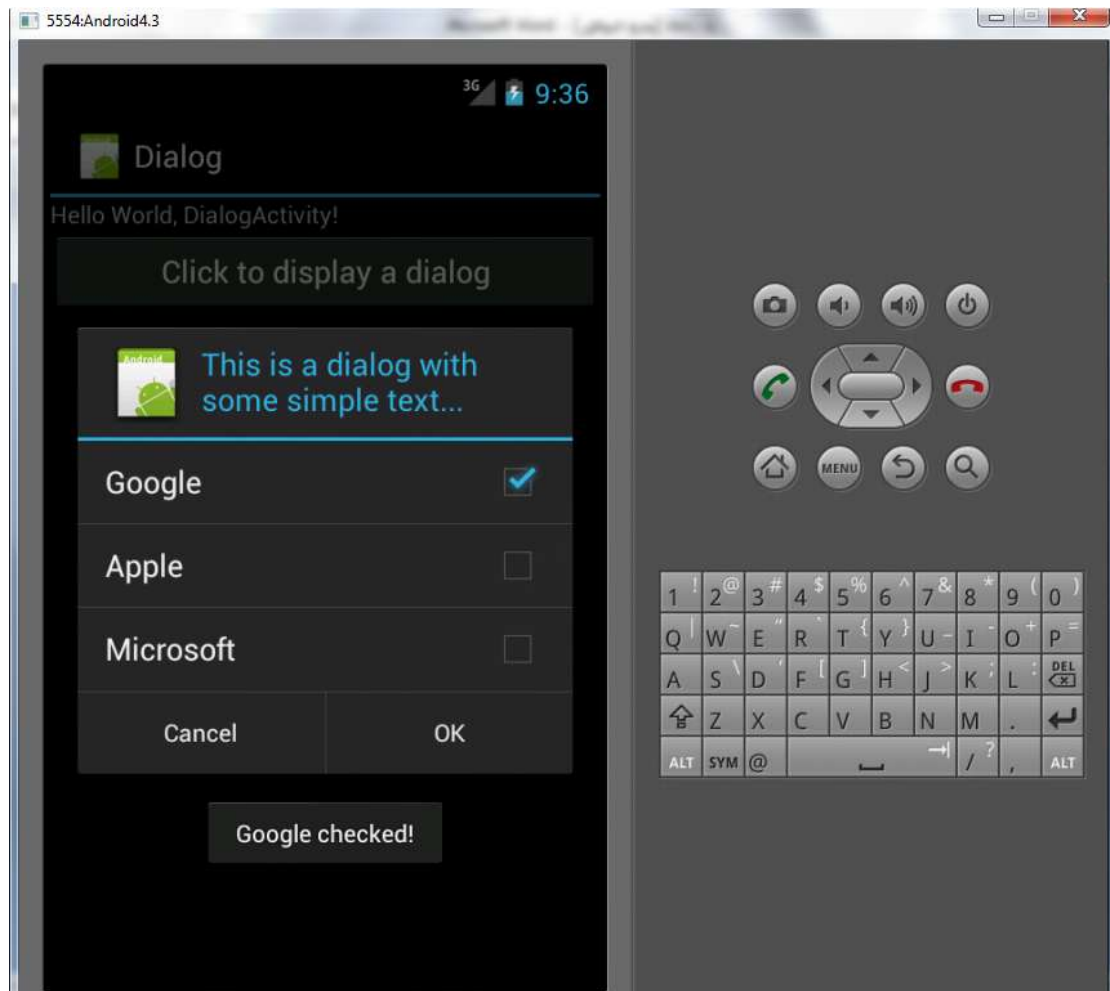 5554:Android4.3
3G 9:36
Dialog
Hello World, DialogActivity!
Click to display a dialog
Android
This is a dialog with
some simple text...
Google
Apple
Microsoft
Cancel OK
Google checked!
MENU
1 ! 2 @ 3 # 4 $ 5 % 6 ^ 7 & 8 * 9 ( 0 )
Q | W ~ E " R ` T { Y } U - I - O + P =
A S \ D ' F [ G ] H < J > K ; L : DEL
Z X C V B N M .
ALT SYM @ / ? , ALT